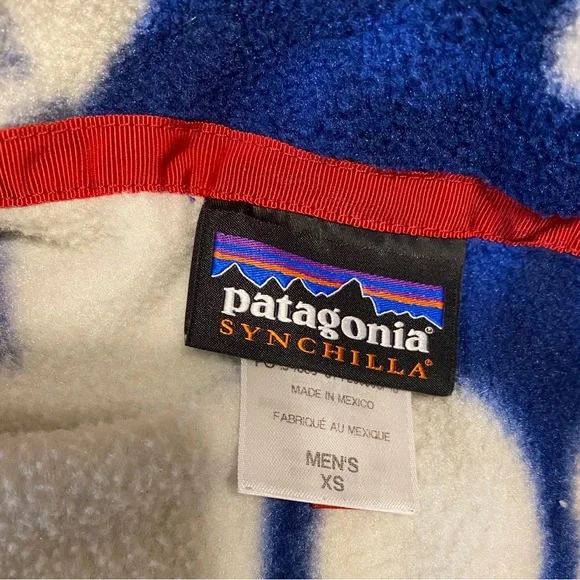 patagonia®
SYNCHILLA®
MADE IN MEXICO
FABRIQUÉ AU MEXIQUE
MEN'S
XS